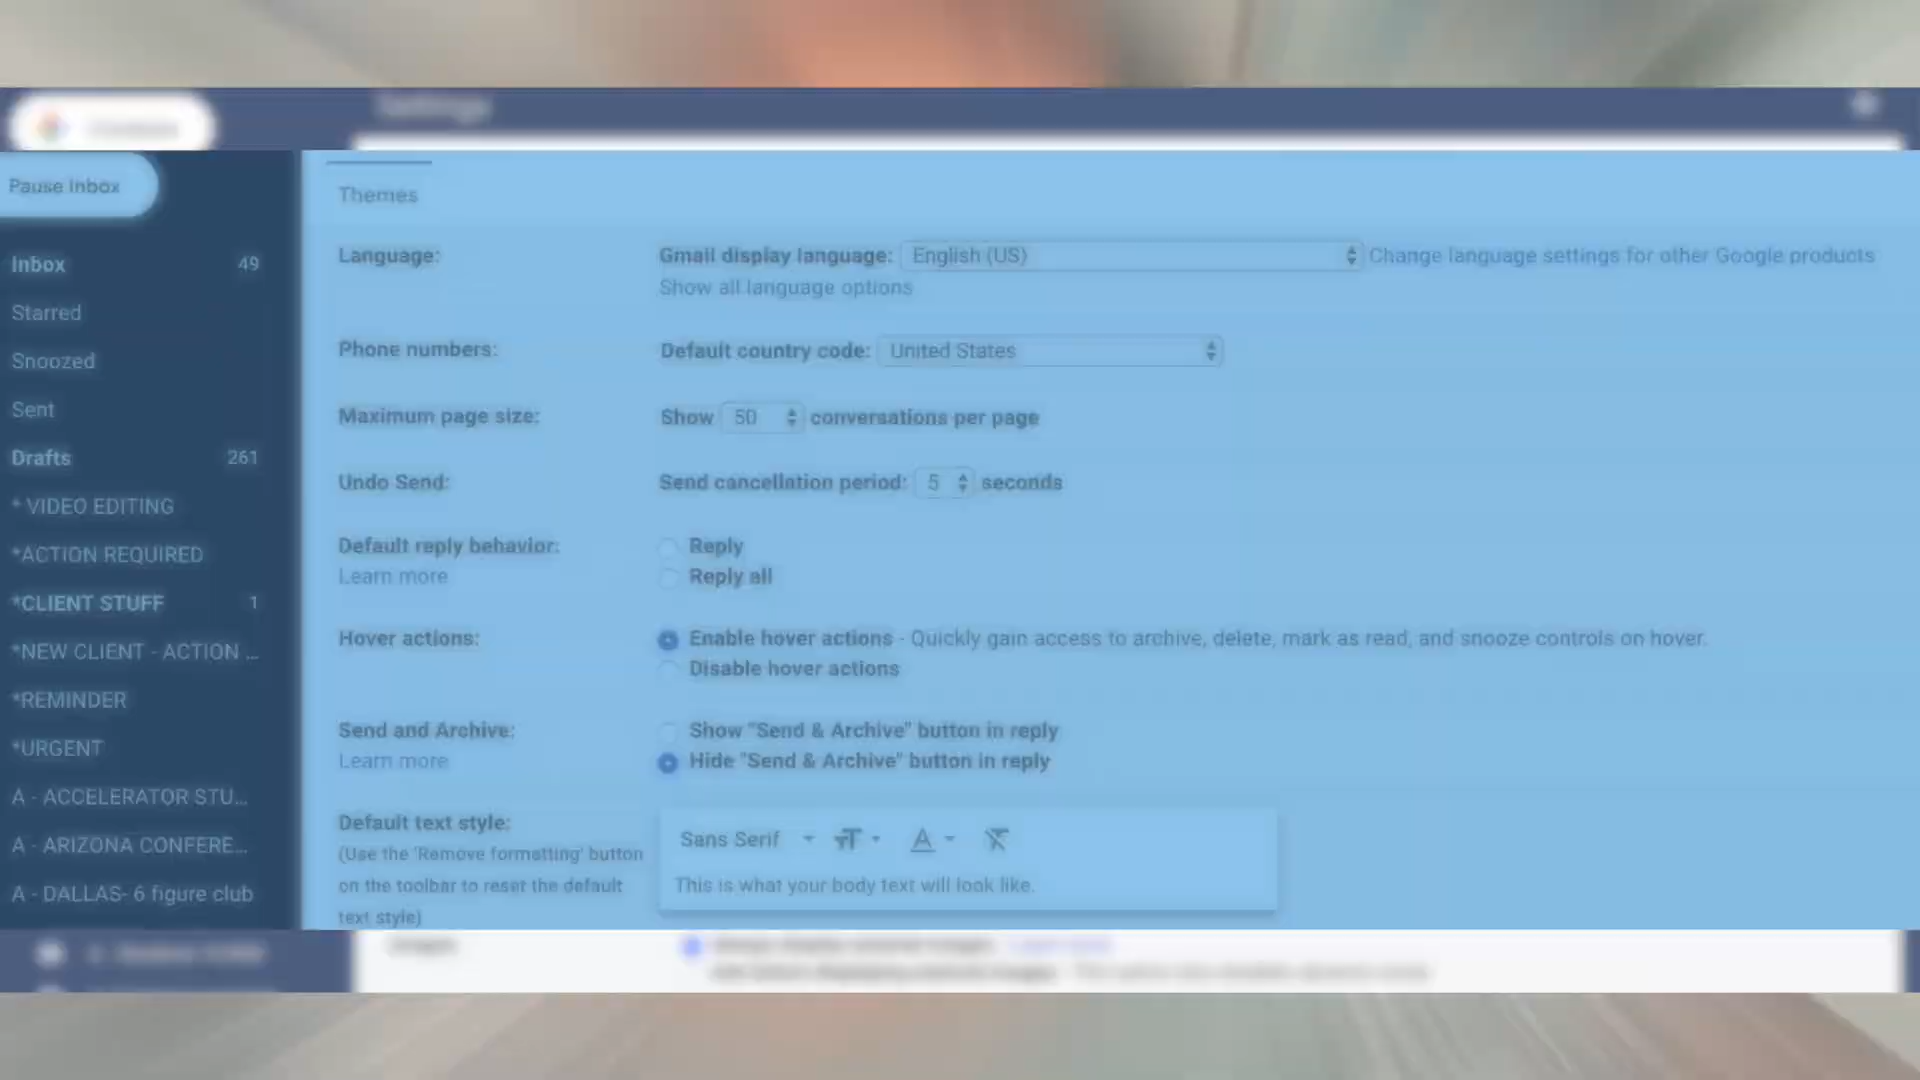 Settings
Pause Inbox
Themes
Inbox 49
Starred
Snoozed
Sent
Drafts 261
* VIDEO EDITING
*ACTION REQUIRED
*CLIENT STUFF 1
*NEW CLIENT - ACTION ...
*REMINDER
*URGENT
A - ACCELERATOR STU...
A - ARIZONA CONFERE...
A - DALLAS- 6 figure club
Language:
Gmail display language: English (US) Change language settings for other Google products
Show all language options
Phone numbers:
Default country code: United States
Maximum page size:
Show 50 conversations per page
Undo Send:
Send cancellation period: 5 seconds
Default reply behavior:
Learn more
Reply
Reply all
Hover actions:
Enable hover actions - Quickly gain access to archive, delete, mark as read, and snooze controls on hover.
Disable hover actions
Send and Archive:
Learn more
Show "Send & Archive" button in reply
Hide "Send & Archive" button in reply
Default text style:
(Use the 'Remove formatting' button
on the toolbar to reset the default
text style)
Sans Serif
This is what your body text will look like.